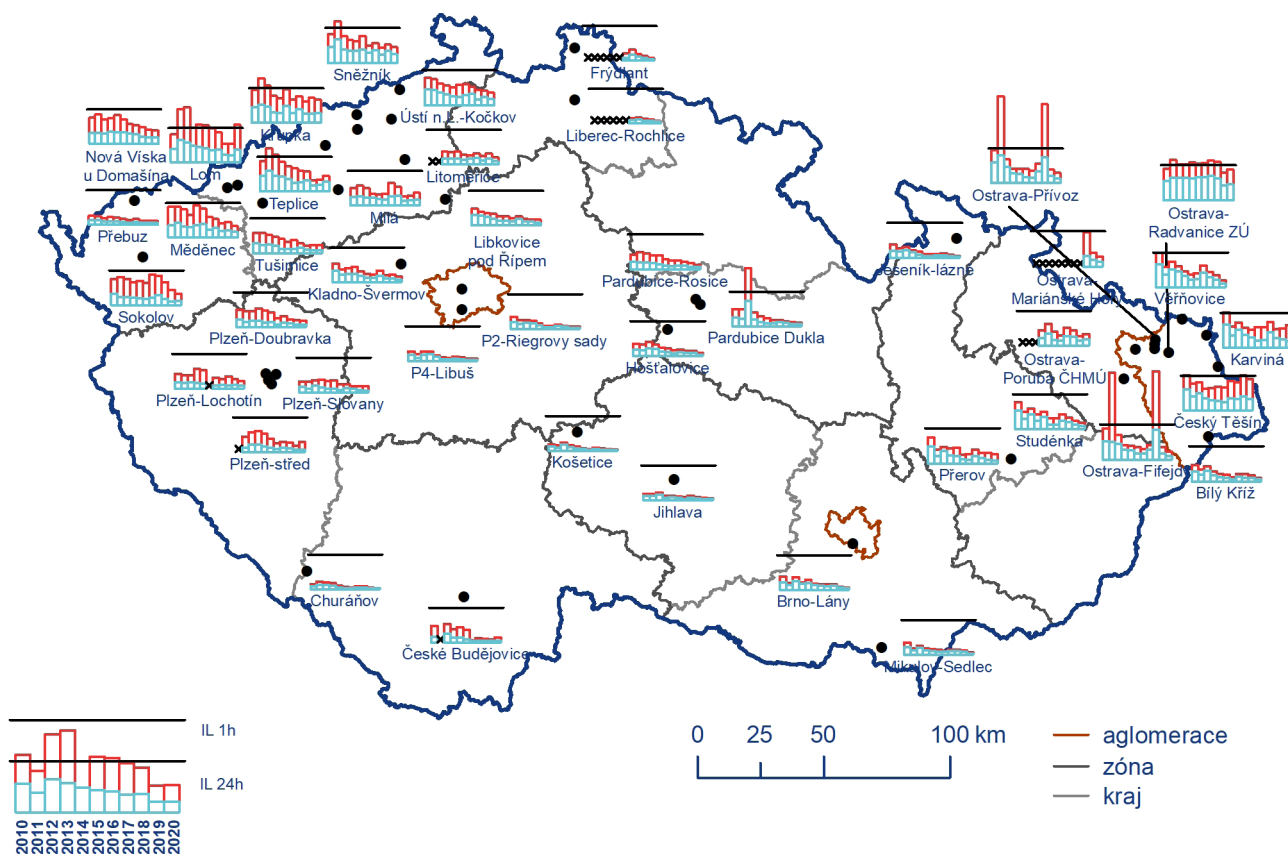 Sněžník
Frýdlant
Ústí n.L.-Kočkov
Krupka
Liberec-Rochlice
Nová Víska
u Domašína
Lom
Litoměřice
Teplice
Milá
Ostrava-Přívoz
Ostrava-
Radvanice ZÚ
Přebuz
Měděnec
Tušimice
Libkovice
pod Řípem
Jeseník-lázně
Pardubice-Rosice
Ostrava-
Mariánské Hory
Věřňovice
Kladno-Švermov
Sokolov
Plzeň-Doubravka
P2-Riegrovy sady
Pardubice Dukla
P4-Libuš
Hošťalovice
Ostrava-
Poruba ČHMÚ
Karviná
Plzeň-Lochotín
Plzeň-Slovany
Český Těšín
Studénka
Plzeň-střed
Košetice
Přerov
Ostrava-Fifejd
Bílý Kříž
Jihlava
Churáňov
Brno-Lány
České Budějovice
Mikulov-Sedlec
IL 1h
IL 24h
2010
2011
2012
2013
2014
2015
2016
2017
2018
2019
2020
0 25 50 100 km
aglomerace
zóna
kraj